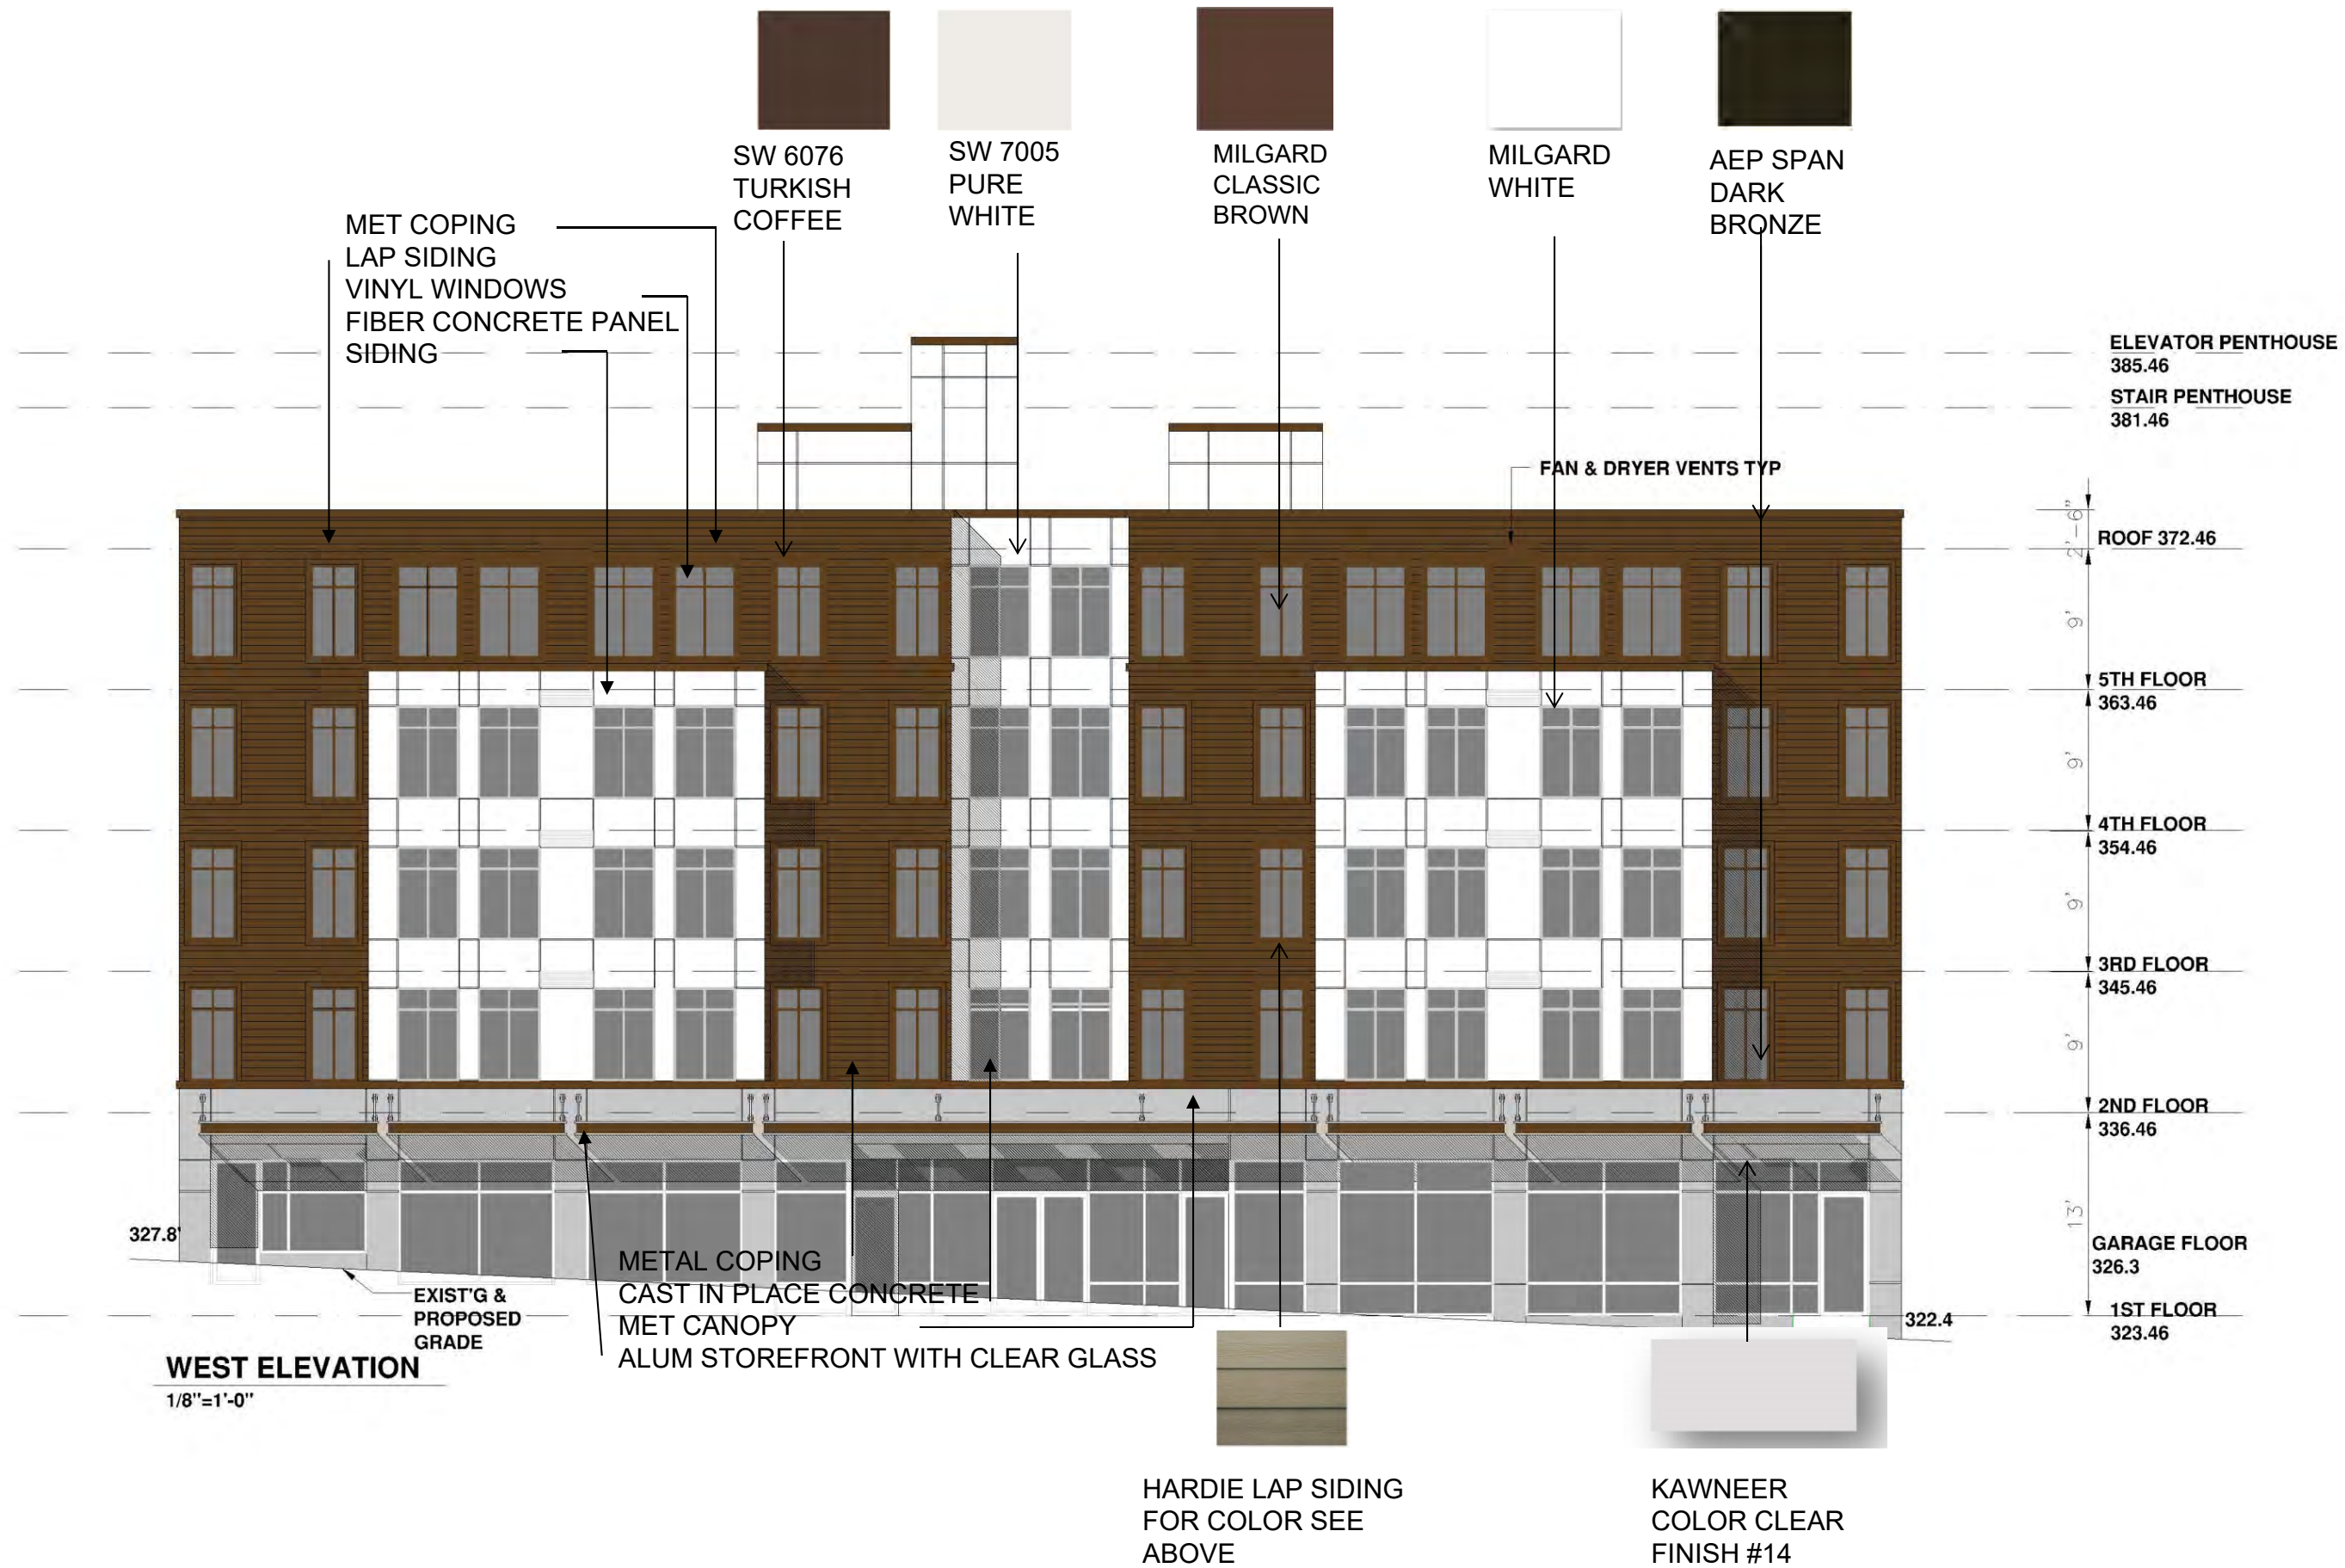 SW 6076
TURKISH
COFFEE
SW 7005
PURE
WHITE
MILGARD
CLASSIC
BROWN
MILGARD
WHITE
AEP SPAN
DARK
BRONZE
MET COPING
LAP SIDING
VINYL WINDOWS
FIBER CONCRETE PANEL
SIDING
ELEVATOR PENTHOUSE
385.46
STAIR PENTHOUSE
381.46
FAN & DRYER VENTS TYP
2'-6"
ROOF 372.46
9'
5TH FLOOR
363.46
9'
4TH FLOOR
354.46
9'
3RD FLOOR
345.46
9'
2ND FLOOR
336.46
13'
GARAGE FLOOR
326.3
1ST FLOOR
323.46
327.8'
322.4
EXIST'G &
PROPOSED
GRADE
METAL COPING
CAST IN PLACE CONCRETE
MET CANOPY
ALUM STOREFRONT WITH CLEAR GLASS
WEST ELEVATION
1/8"=1'-0"
HARDIE LAP SIDING
FOR COLOR SEE
ABOVE
KAWNEER
COLOR CLEAR
FINISH #14